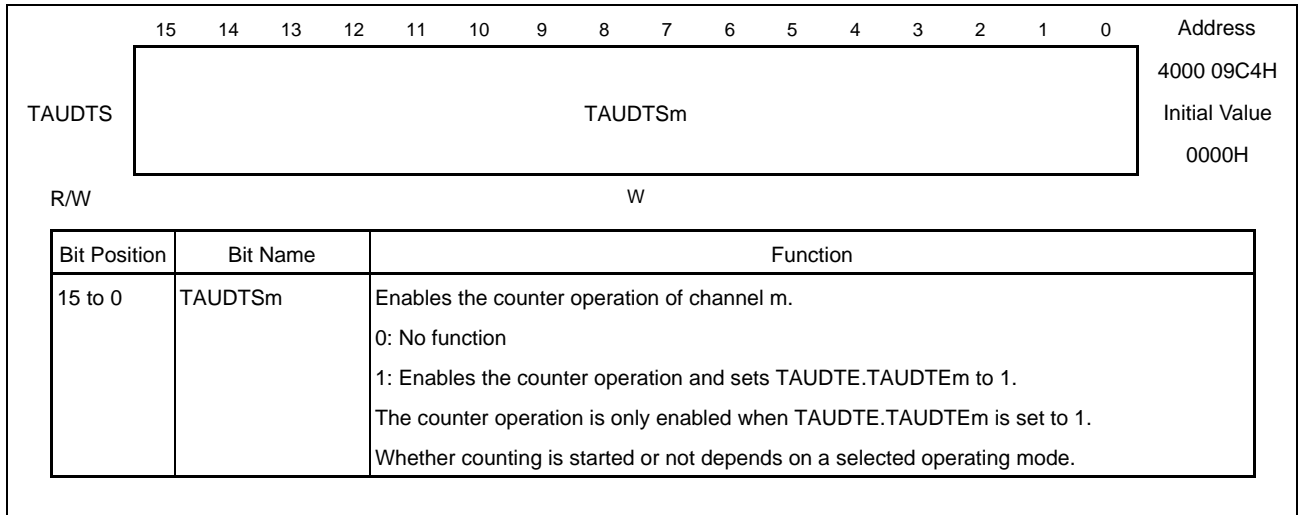 15 14 13 12 11 10 9 8 7 6 5 4 3 2 1 0 Address
4000 09C4H
TAUDTS TAUDTSm Initial Value
0000H
R/W W
Bit Position Bit Name Function
15 to 0 TAUDTSm Enables the counter operation of channel m.
0: No function
1: Enables the counter operation and sets TAUDTE.TAUDTEm to 1.
The counter operation is only enabled when TAUDTE.TAUDTEm is set to 1.
Whether counting is started or not depends on a selected operating mode.